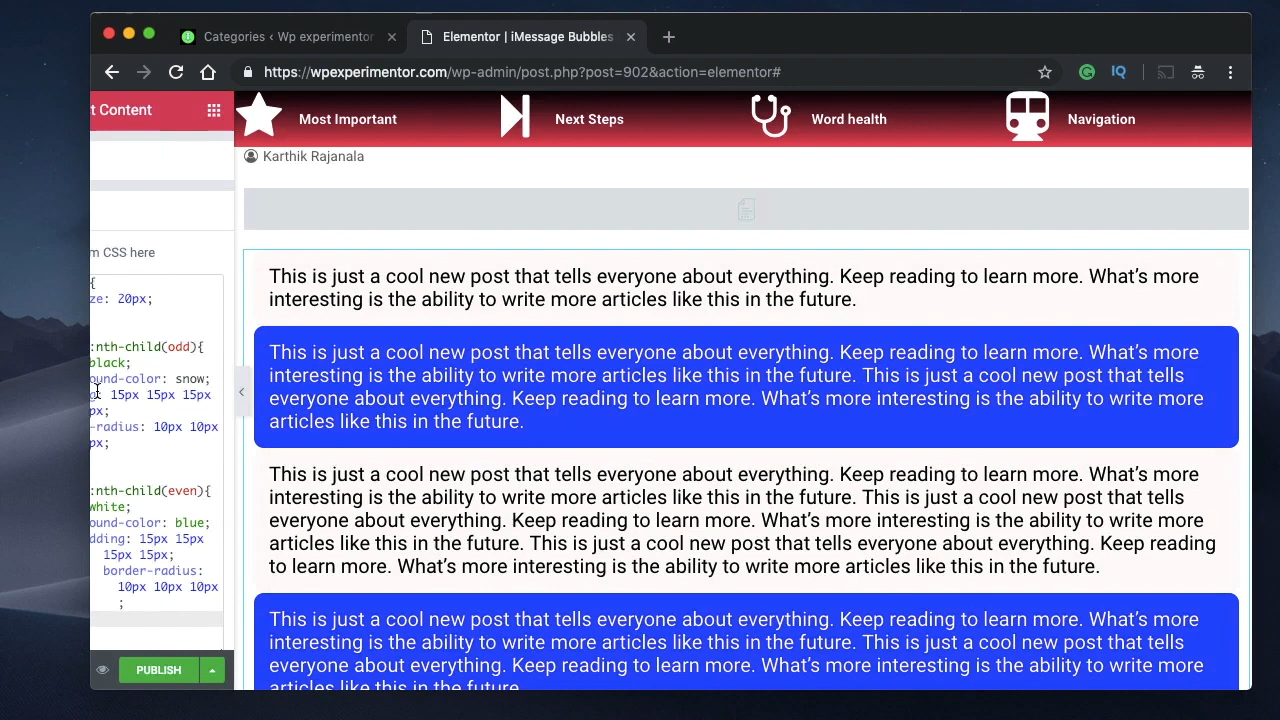 Categories ‹ Wp experimentor
Elementor | iMessage Bubbles
https://wpexperimentor.com/wp-admin/post.php?post=902&action=elementor#
IQ
t Content
Most Important
Next Steps
Word health
Navigation
Karthik Rajanala
m CSS here
{
ze: 20px;
:nth-child(odd){
black;
ound-color: snow;
g: 15px 15px 15px
px;
-radius: 10px 10px
px;
:nth-child(even){
white;
ound-color: blue;
dding: 15px 15px
15px 15px;
border-radius:
10px 10px 10px
;
PUBLISH
This is just a cool new post that tells everyone about everything. Keep reading to learn more. What’s more
interesting is the ability to write more articles like this in the future.
This is just a cool new post that tells everyone about everything. Keep reading to learn more. What’s more
interesting is the ability to write more articles like this in the future. This is just a cool new post that tells
everyone about everything. Keep reading to learn more. What’s more interesting is the ability to write more
articles like this in the future.
This is just a cool new post that tells everyone about everything. Keep reading to learn more. What’s more
interesting is the ability to write more articles like this in the future. This is just a cool new post that tells
everyone about everything. Keep reading to learn more. What’s more interesting is the ability to write more
articles like this in the future. This is just a cool new post that tells everyone about everything. Keep reading
to learn more. What’s more interesting is the ability to write more articles like this in the future.
This is just a cool new post that tells everyone about everything. Keep reading to learn more. What’s more
interesting is the ability to write more articles like this in the future. This is just a cool new post that tells
everyone about everything. Keep reading to learn more. What’s more interesting is the ability to write more
articles like this in the future.